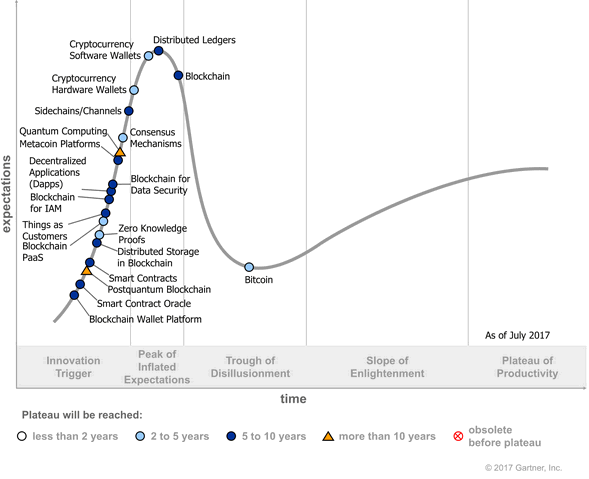 Distributed Ledgers
Cryptocurrency
Software Wallets
Blockchain
Cryptocurrency
Hardware Wallets
Sidechains/Channels
Quantum Computing
Consensus
Mechanisms
Metacoin Platforms
Decentralized
Applications
(Dapps)
Blockchain for
Data Security
Blockchain
for IAM
Things as
Customers
Zero Knowledge
Proofs
Blockchain
PaaS
Distributed Storage
in Blockchain
Smart Contracts
Postquantum Blockchain
Smart Contract Oracle
Blockchain Wallet Platform
Bitcoin
expectations
As of July 2017
Innovation
Trigger
Peak of
Inflated
Expectations
Trough of
Disillusionment
Slope of
Enlightenment
Plateau of
Productivity
time
Plateau will be reached:
less than 2 years
2 to 5 years
5 to 10 years
more than 10 years
obsolete
before plateau
© 2017 Gartner, Inc.